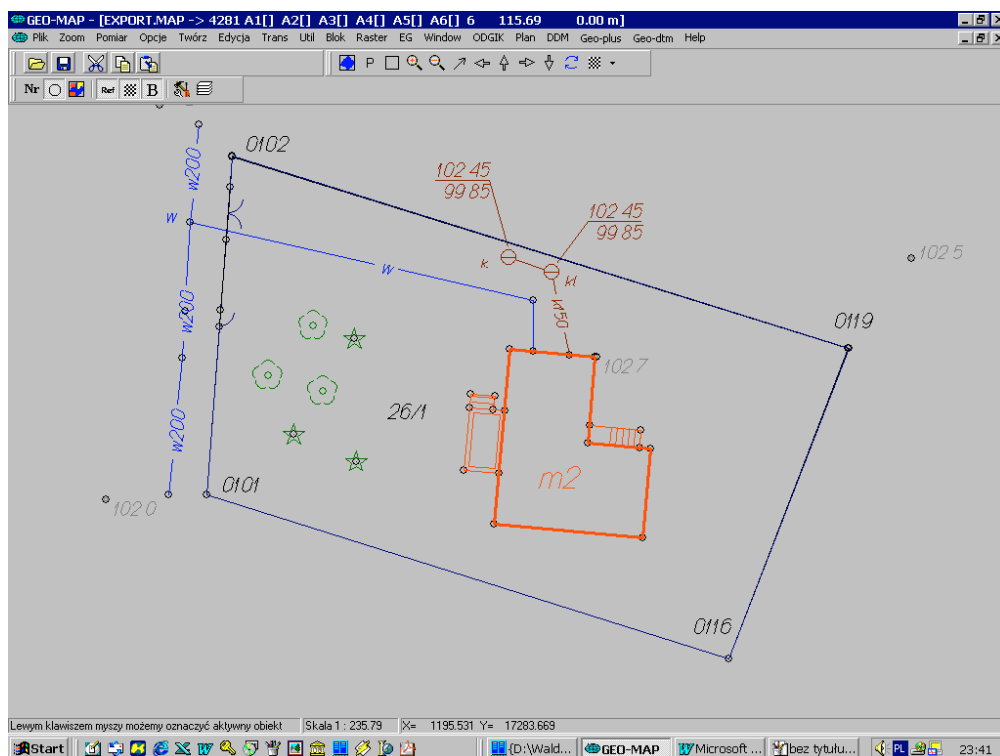 GEO-MAP - [EXPORT.MAP -> 4281 A1[] A2[] A3[] A4[] A5[] A6[] 6 115.69 0.00 m]
Plik Zoom Pomiar Opcje Twórz Edycja Trans Util Blok Raster EG Window ODGIK Plan DDM Geo-plus Geo-dtm Help
P
Nr Ref B
0102
w200
102 45
99 85
102 45
99 85
w
k
kl
102 5
w
w200
k150
0119
102 7
26/1
w200
m2
0101
102 0
0116
Lewym klawiszem myszy możemy oznaczyć aktywny obiekt Skala 1 : 235.79 X= 1195.531 Y= 17283.669
Start {D:\Wald... GEO-MAP Microsoft ... bez tytułu... PL 23:41